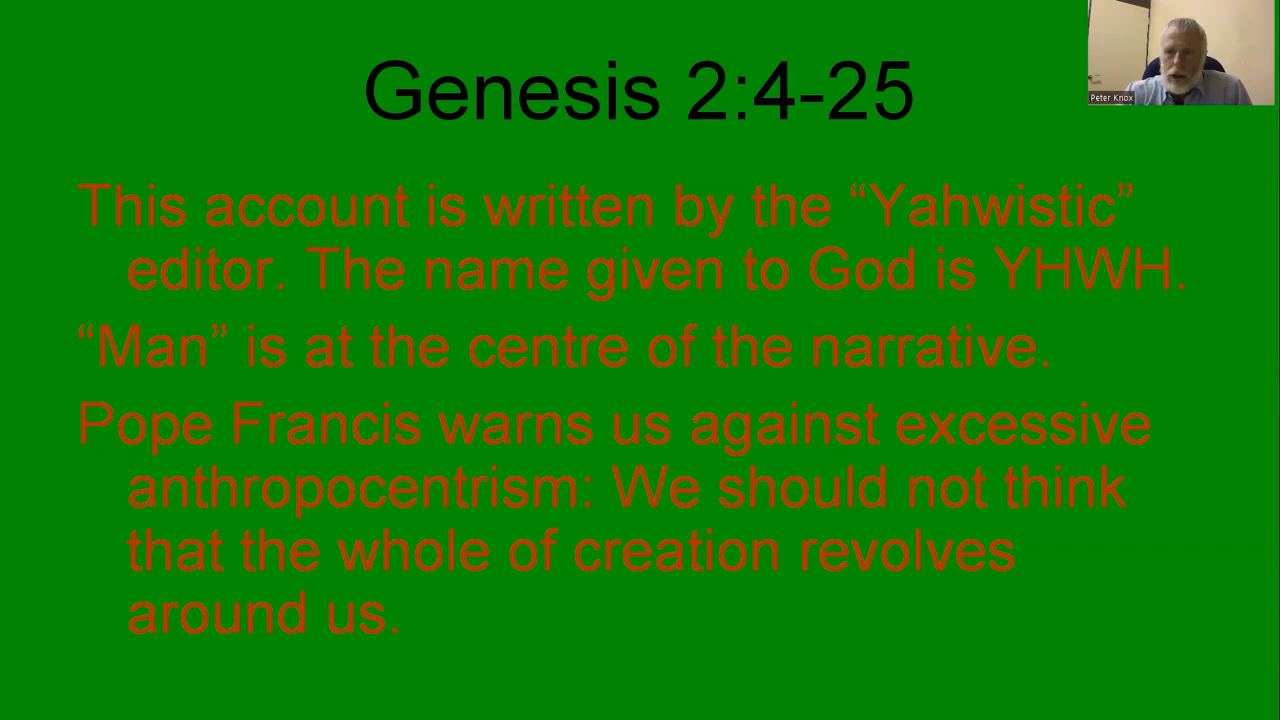 Genesis 2:4-25
Peter Knox
This account is written by the “Yahwistic”
editor. The name given to God is YHWH.
“Man” is at the centre of the narrative.
Pope Francis warns us against excessive
anthropocentrism: We should not think
that the whole of creation revolves
around us.